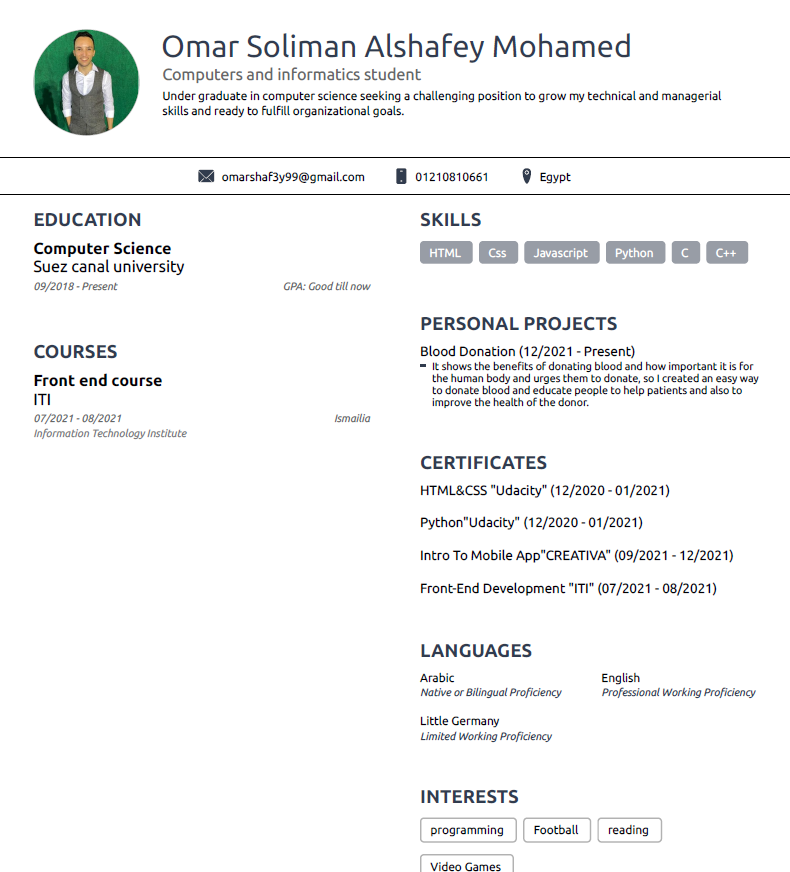 Omar Soliman Alshafey Mohamed
Computers and informatics student
Under graduate in computer science seeking a challenging position to grow my technical and managerial
skills and ready to fulfill organizational goals.
omarshaf3y99@gmail.com 01210810661 Egypt
EDUCATION
Computer Science
Suez canal university
09/2018 - Present GPA: Good till now
COURSES
Front end course
ITI
07/2021 - 08/2021 Ismailia
Information Technology Institute
SKILLS
HTML Css Javascript Python C C++
PERSONAL PROJECTS
Blood Donation (12/2021 - Present)
It shows the benefits of donating blood and how important it is for
the human body and urges them to donate, so I created an easy way
to donate blood and educate people to help patients and also to
improve the health of the donor.
CERTIFICATES
HTML&CSS "Udacity" (12/2020 - 01/2021)
Python"Udacity" (12/2020 - 01/2021)
Intro To Mobile App"CREATIVA" (09/2021 - 12/2021)
Front-End Development "ITI" (07/2021 - 08/2021)
LANGUAGES
Arabic English
Native or Bilingual Proficiency Professional Working Proficiency
Little Germany
Limited Working Proficiency
INTERESTS
programming Football reading
Video Games